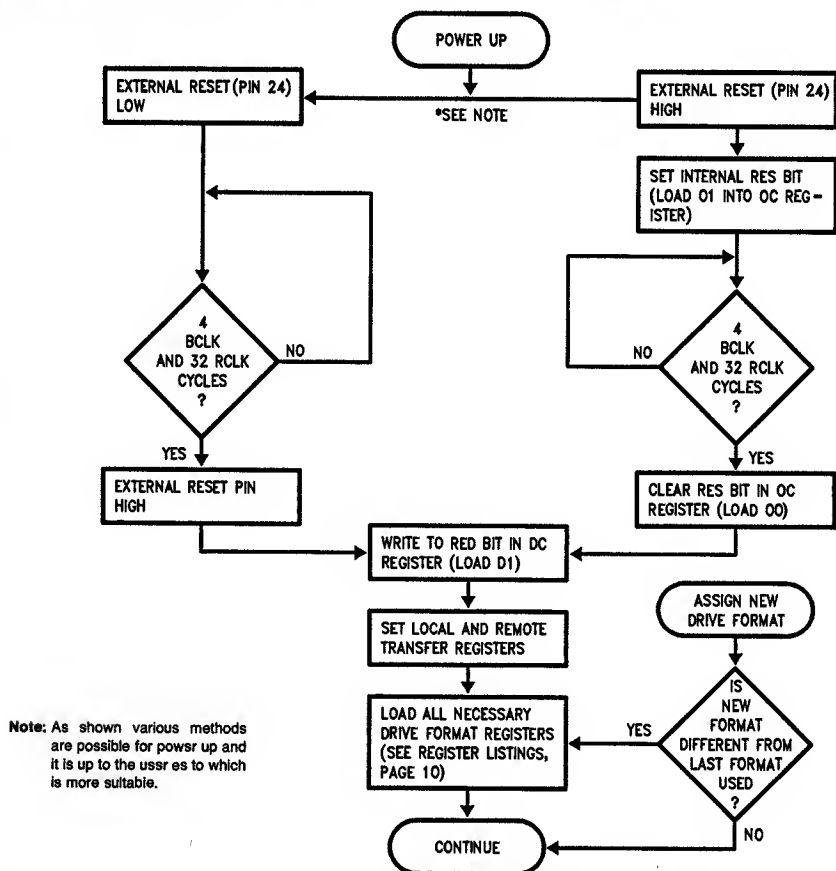 POWER UP
EXTERNAL RESET (PIN 24)
LOW
*SEE NOTE
EXTERNAL RESET (PIN 24)
HIGH
SET INTERNAL RES BIT
(LOAD 01 INTO OC REG-
ISTER)
4
BCLK
AND 32 RCLK
CYCLES
?
NO
YES
4
BCLK
AND 32 RCLK
CYCLES
?
NO
YES
EXTERNAL RESET PIN
HIGH
CLEAR RES BIT IN OC
REGISTER (LOAD 00)
WRITE TO RED BIT IN DC
REGISTER (LOAD D1)
SET LOCAL AND REMOTE
TRANSFER REGISTERS
LOAD ALL NECESSARY
DRIVE FORMAT REGISTERS
(SEE REGISTER LISTINGS,
PAGE 10)
CONTINUE
ASSIGN NEW
DRIVE FORMAT
IS
NEW
FORMAT
DIFFERENT FROM
LAST FORMAT
USED
?
YES
NO
Note: As shown various methods
are possible for powsr up and
it is up to the ussr es to which
is more suitable.